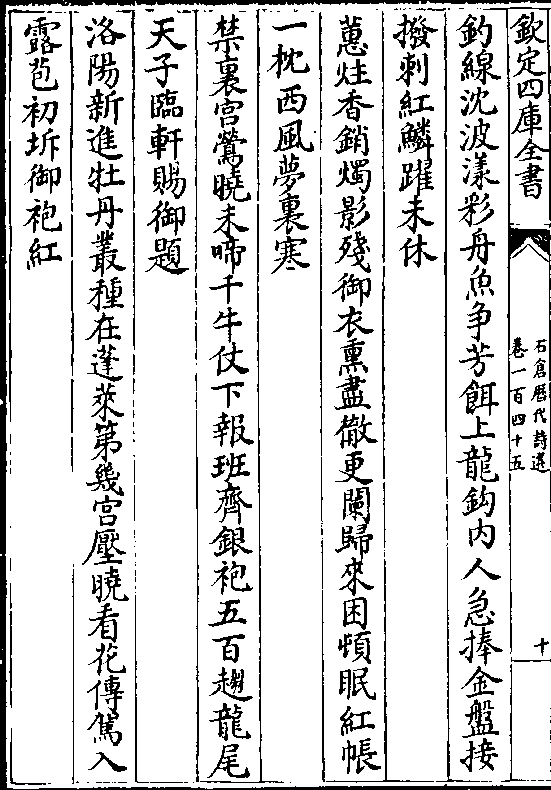 欽定四庫全書
石倉歷代詩選
卷一百四十五
十
釣線沈波漾彩舟魚争芳餌上龍鈎内人急捧金盤接
撥剌紅鱗躍未休
蕙炷香銷燭影殘御衣熏盡徹更闌歸來困頓眠紅帳
一枕西風夢裏寒
禁裏宫鶯曉未啼千牛仗下報班齊銀袍五百趨龍尾
天子臨軒賜御題
洛陽新進牡丹叢種在蓬萊第幾宫壓曉看花傳駕入
露苞初坼御袍紅